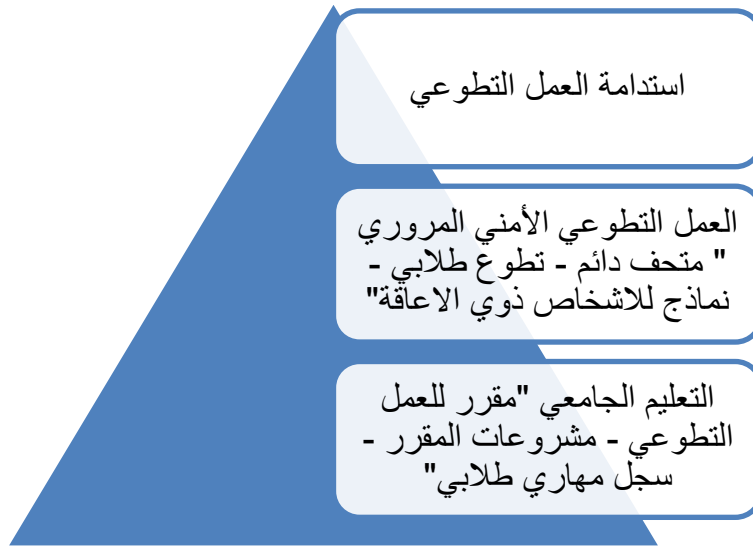 استدامة العمل التطوعي
العمل التطوعي الأمني المروري
" متحف دائم - تطوع طلابي -
نماذج للاشخاص ذوي الاعاقة"
التعليم الجامعي "مقرر للعمل
التطوعي - مشروعات المقرر -
سجل مهاري طلابي"